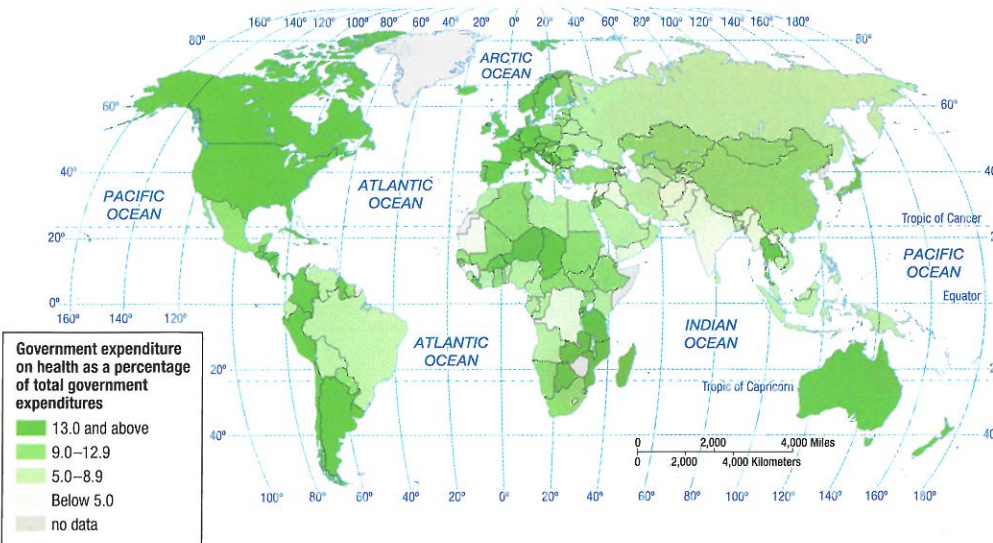 160° 140° 120° 100° 80° 60° 40° 20° 0° 20° 40° 60° 80° 100° 120° 140° 160° 180°
80° 80°
ARCTIC
OCEAN
60° 60°
40° 40°
PACIFIC
OCEAN
ATLANTIC
OCEAN
Tropic of Cancer
20° 20°
PACIFIC
OCEAN
Equator
0° 0°
160° 140° 120°
ATLANTIC
OCEAN
INDIAN
OCEAN
20°
Tropic of Capricorn
40°
0 2,000 4,000 Miles
0 2,000 4,000 Kilometers
100° 80° 60° 40° 20° 0° 20° 40° 60° 80° 100° 120° 140° 160° 180°
Government expenditure
on health as a percentage
of total government
expenditures
13.0 and above
9.0–12.9
5.0–8.9
Below 5.0
no data